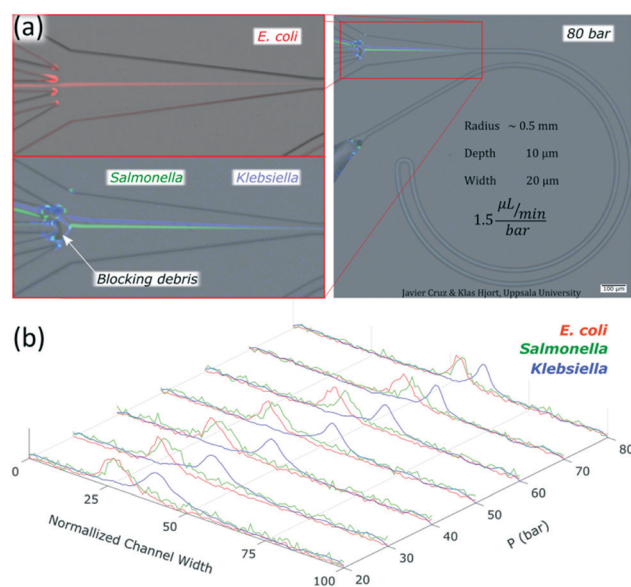 (a)
E. coli
Salmonella Klebsiella
Blocking debris
80 bar
Radius ~ 0.5 mm
Depth 10 μm
Width 20 μm
1.5 μL/min
bar
100 μm
Javier Cruz & Klas Hjort, Uppsala University
(b)
E. coli
Salmonella
Klebsiella
0
25
50
75
100
Normallized Channel Width
20
30
40
50
60
70
80
P (bar)